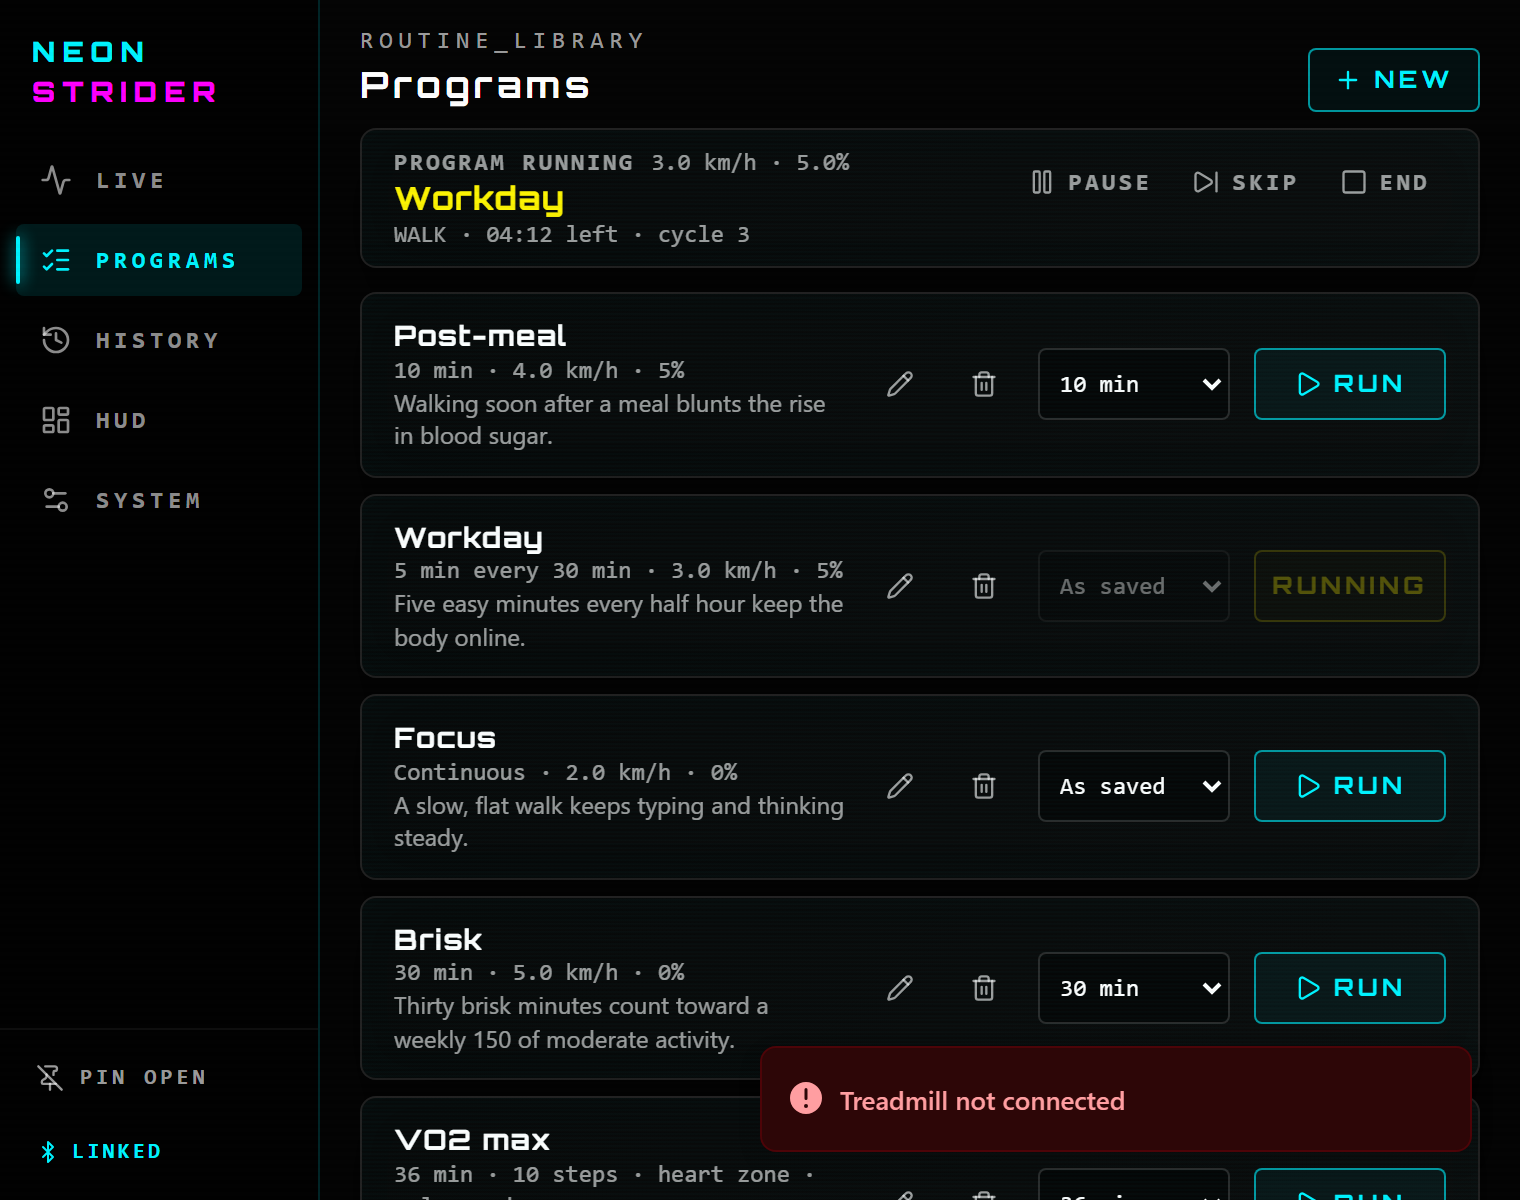 NEON
STRIDER
LIVE
PROGRAMS
HISTORY
HUD
SYSTEM
PIN OPEN
LINKED
ROUTINE_LIBRARY
Programs
+ NEW
PROGRAM RUNNING 3.0 km/h · 5.0%
Workday
WALK · 04:12 left · cycle 3
PAUSE
SKIP
END
Post-meal
10 min · 4.0 km/h · 5%
Walking soon after a meal blunts the rise
in blood sugar.
10 min
RUN
Workday
5 min every 30 min · 3.0 km/h · 5%
Five easy minutes every half hour keep the
body online.
As saved
RUNNING
Focus
Continuous · 2.0 km/h · 0%
A slow, flat walk keeps typing and thinking
steady.
As saved
RUN
Brisk
30 min · 5.0 km/h · 0%
Thirty brisk minutes count toward a
weekly 150 of moderate activity.
30 min
RUN
Treadmill not connected
VO2 max
36 min · 10 steps · heart zone ·
RUN